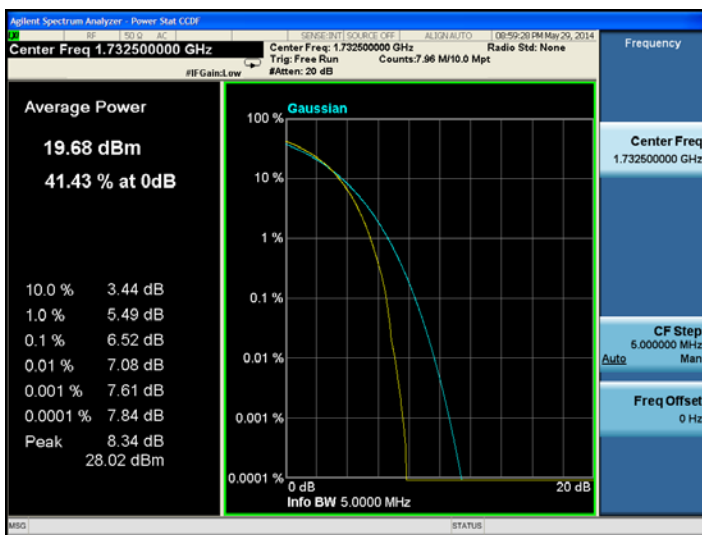 Agilent Spectrum Analyzer - Power Stat CCDF
LXI RF 50 Ω AC SENSE:INT SOURCE OFF ALIGN AUTO 08:59:28 PM May 29, 2014
Center Freq 1.732500000 GHz
Center Freq: 1.732500000 GHz Radio Std: None
Trig: Free Run Counts:7.96 M/10.0 Mpt
#IFGain:Low #Atten: 20 dB
Frequency
Center Freq
1.732500000 GHz
CF Step
5.000000 MHz
Auto Man
Freq Offset
0 Hz
Average Power
19.68 dBm
41.43 % at 0dB
10.0 % 3.44 dB
1.0 % 5.49 dB
0.1 % 6.52 dB
0.01 % 7.08 dB
0.001 % 7.61 dB
0.0001 % 7.84 dB
Peak 8.34 dB
28.02 dBm
Gaussian
100 %
10 %
1 %
0.1 %
0.01 %
0.001 %
0.0001 %
0 dB 20 dB
Info BW 5.0000 MHz
MSG STATUS